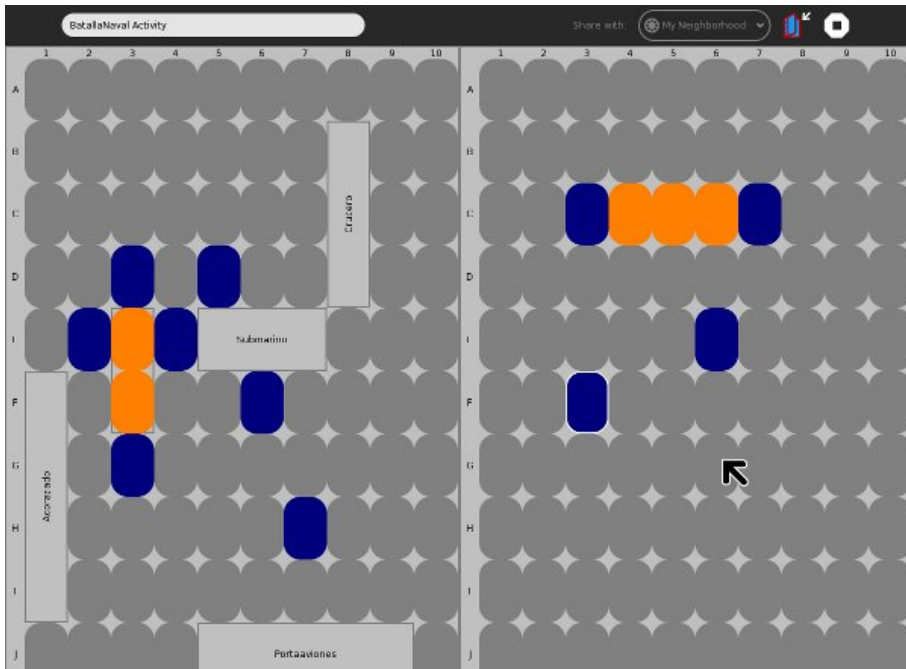 BatallaNaval Activity
Share with: My Neighborhood
1 2 3 4 5 6 7 8 9 10
1 2 3 4 5 6 7 8 9 10
A A
B B
C Crucero C
D D
E Submarino E
F F
G Acorazado G
H H
I I
J Portaaviones J